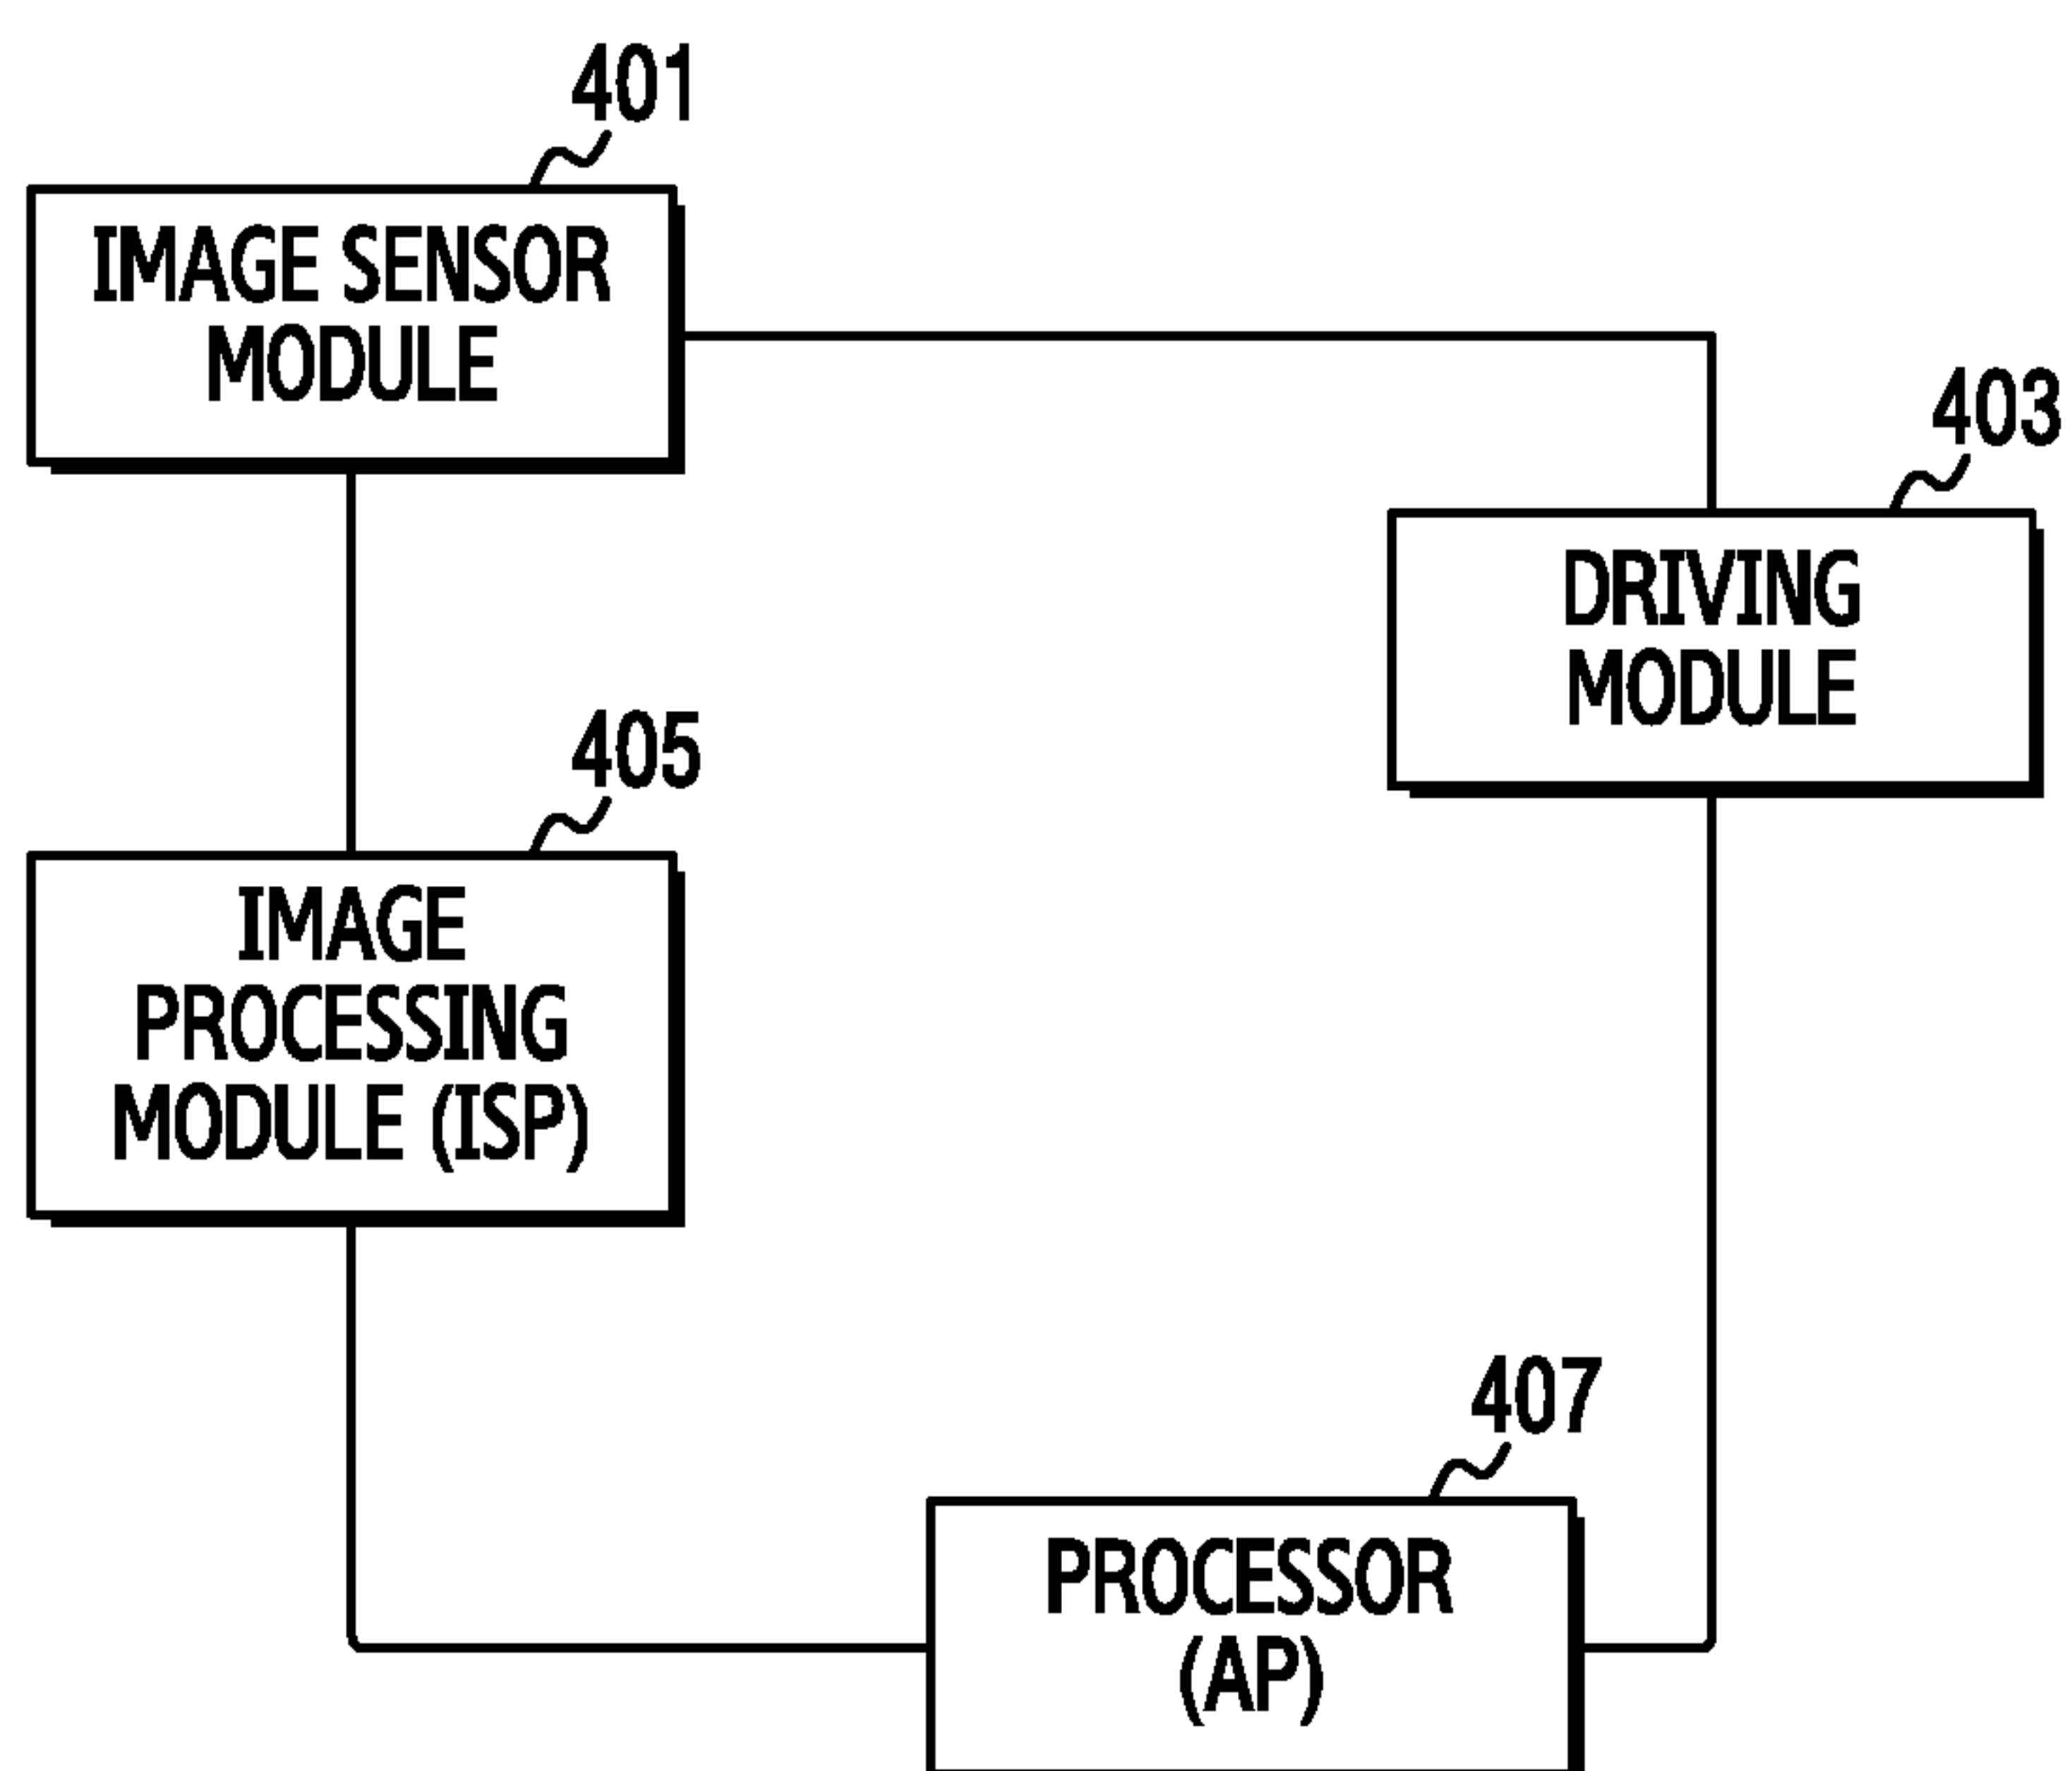 401
IMAGE SENSOR
MODULE
403
DRIVING
MODULE
405
IMAGE
PROCESSING
MODULE (ISP)
407
PROCESSOR
(AP)